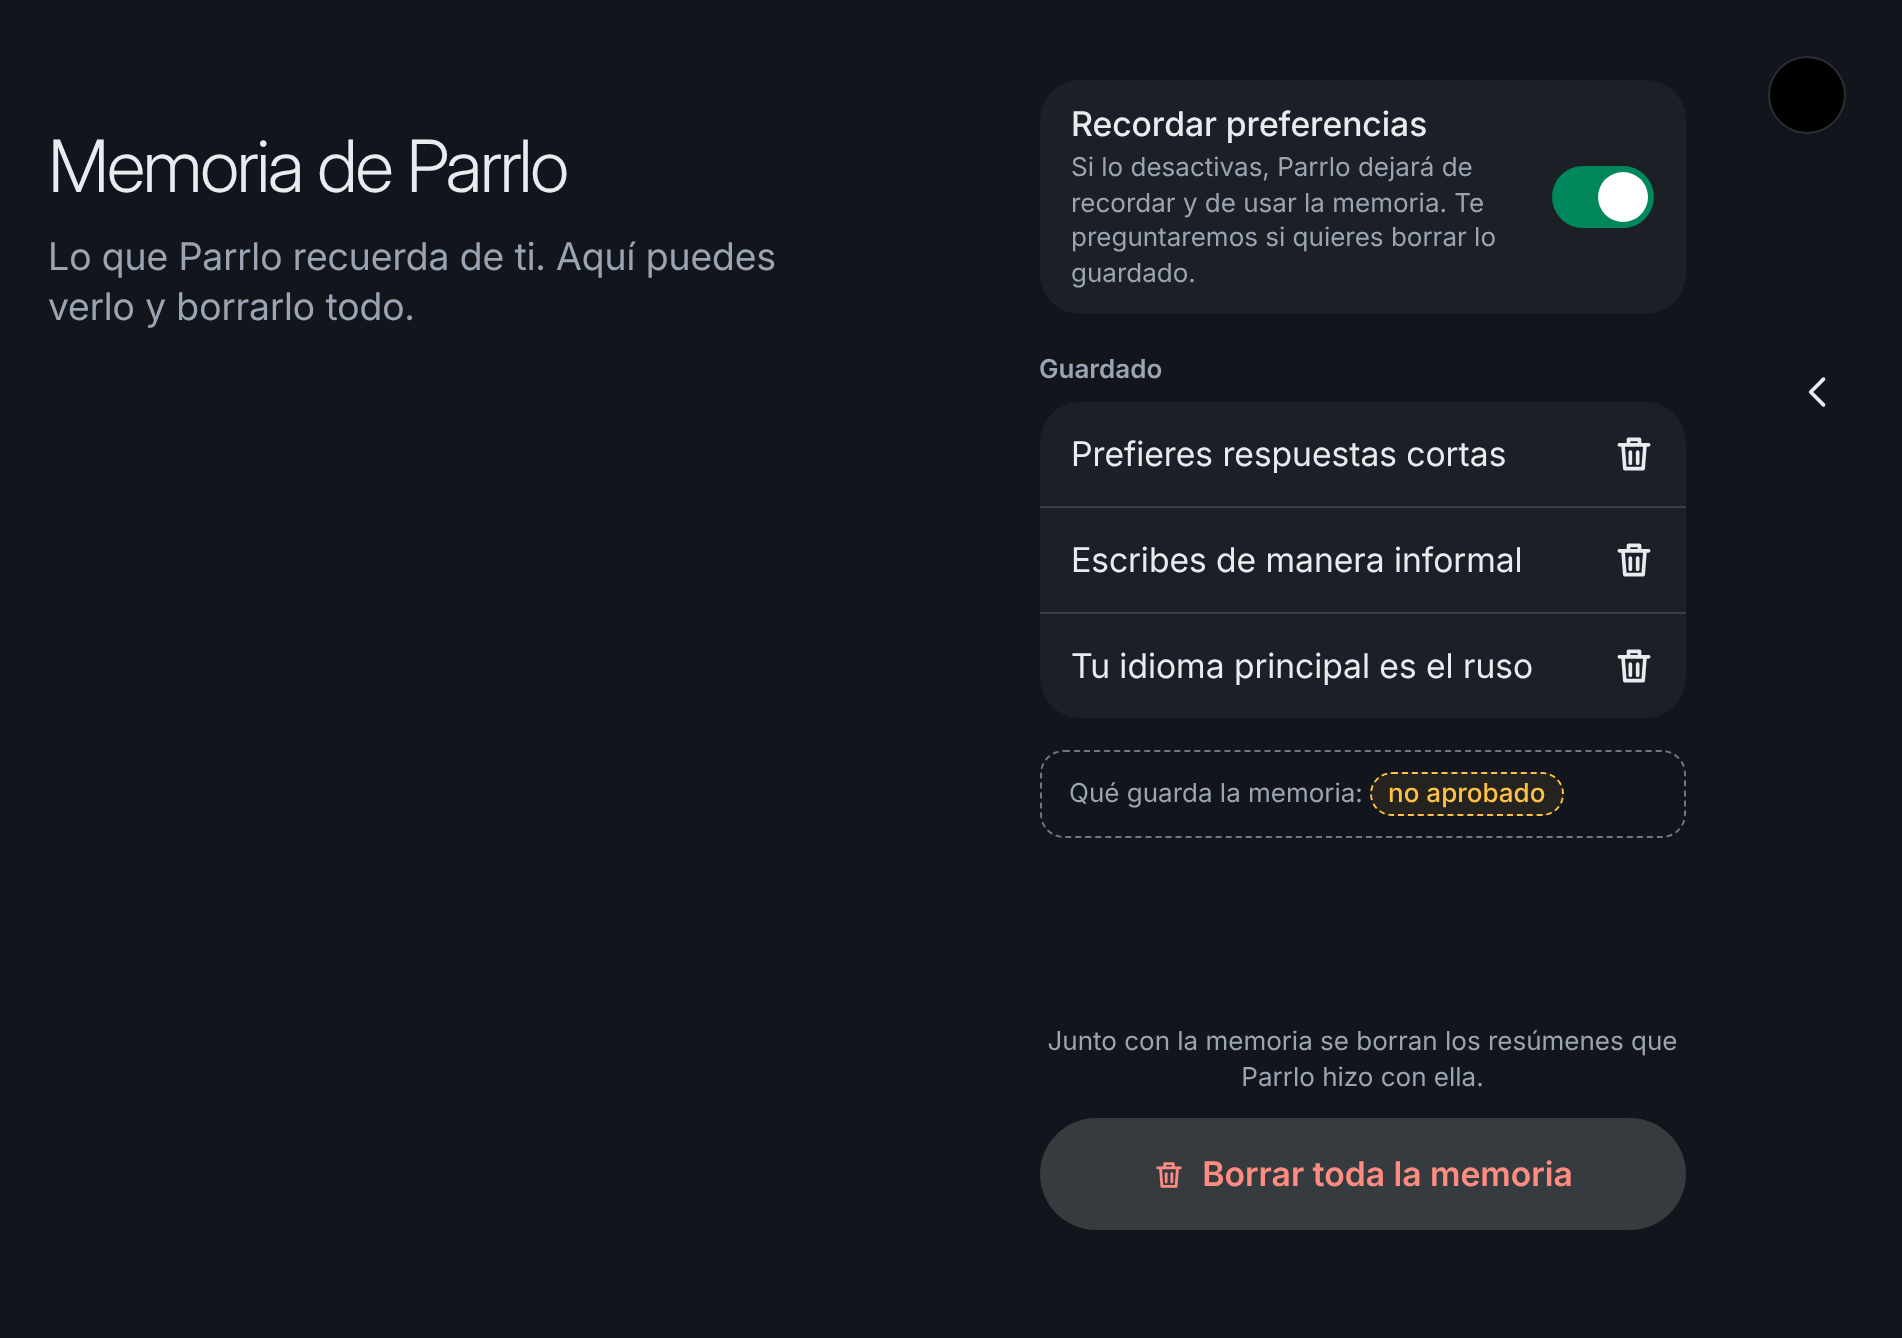 Memoria de Parrlo
Lo que Parrlo recuerda de ti. Aquí puedes
verlo y borrarlo todo.
Recordar preferencias
Si lo desactivas, Parrlo dejará de
recordar y de usar la memoria. Te
preguntaremos si quieres borrar lo
guardado.
Guardado
Prefieres respuestas cortas
Escribes de manera informal
Tu idioma principal es el ruso
Qué guarda la memoria: no aprobado
Junto con la memoria se borran los resúmenes que
Parrlo hizo con ella.
Borrar toda la memoria